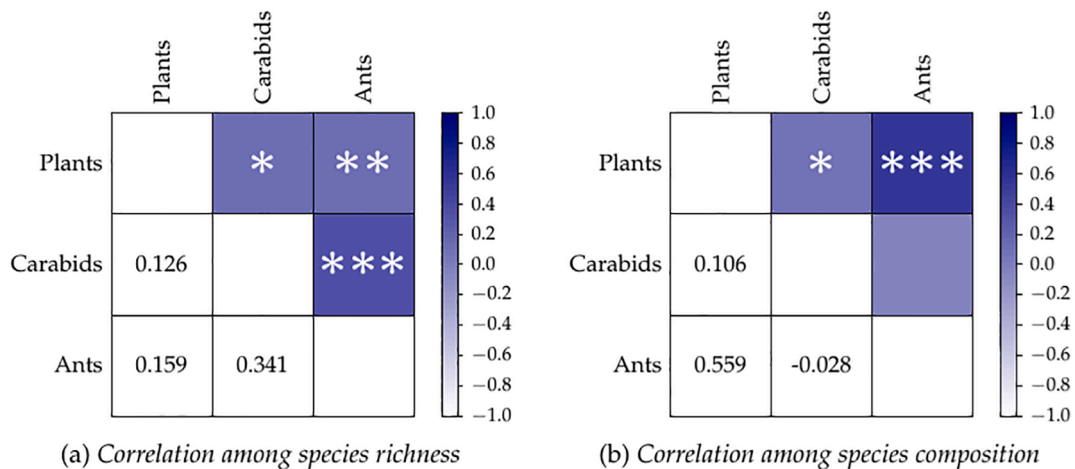 Plants Carabids Ants
Plants * ** 
Carabids 0.126 ***
Ants 0.159 0.341
1.0
0.8
0.6
0.4
0.2
0.0
−0.2
−0.4
−0.6
−0.8
−1.0
(a) Correlation among species richness
Plants Carabids Ants
Plants * ***
Carabids 0.106
Ants 0.559 -0.028
1.0
0.8
0.6
0.4
0.2
0.0
−0.2
−0.4
−0.6
−0.8
−1.0
(b) Correlation among species composition